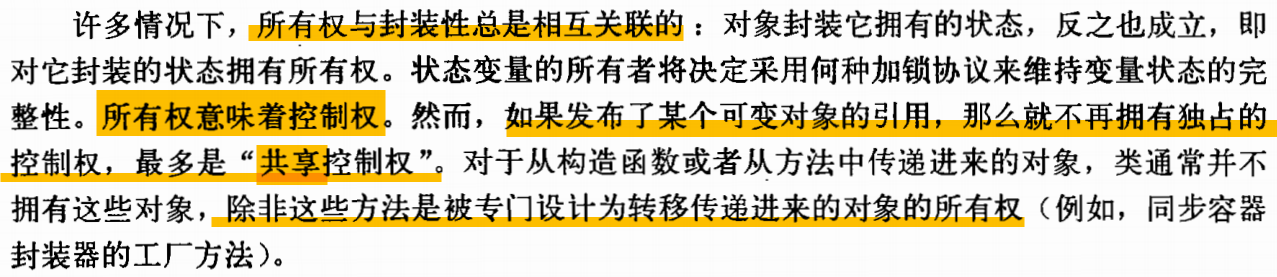 许多情况下，所有权与封装性总是相互关联的：对象封装它拥有的状态，反之也成立，即
对它封装的状态拥有所有权。状态变量的所有者将决定采用何种加锁协议来维持变量状态的完
整性。所有权意味着控制权。然而，如果发布了某个可变对象的引用，那么就不再拥有独占的
控制权，最多是“共享控制权”。对于从构造函数或者从方法中传递进来的对象，类通常并不
拥有这些对象，除非这些方法是被专门设计为转移传递进来的对象的所有权（例如，同步容器
封装器的工厂方法）。